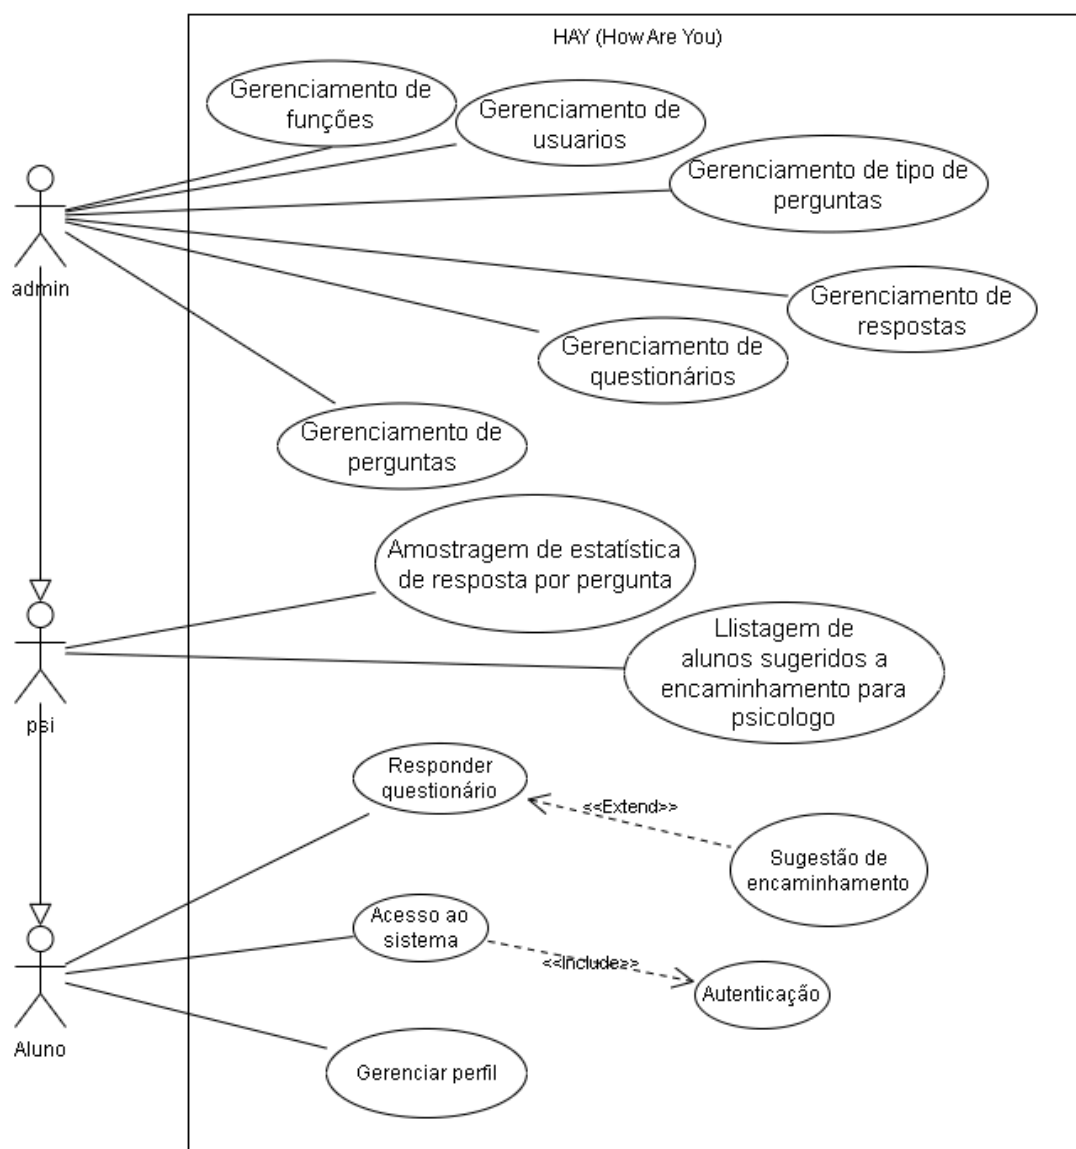 HAY (How Are You)
Gerenciamento de
funções
Gerenciamento de
usuarios
Gerenciamento de tipo de
perguntas
admin
Gerenciamento de
respostas
Gerenciamento de
questionários
Gerenciamento de
perguntas
Amostragem de estatística
de resposta por pergunta
Llistagem de
alunos sugeridos a
encaminhamento para
psicologo
psi
Responder
questionário
<<Extend>>
Sugestão de
encaminhamento
Acesso ao
sistema
<<Include>>
Autenticação
Aluno
Gerenciar perfil